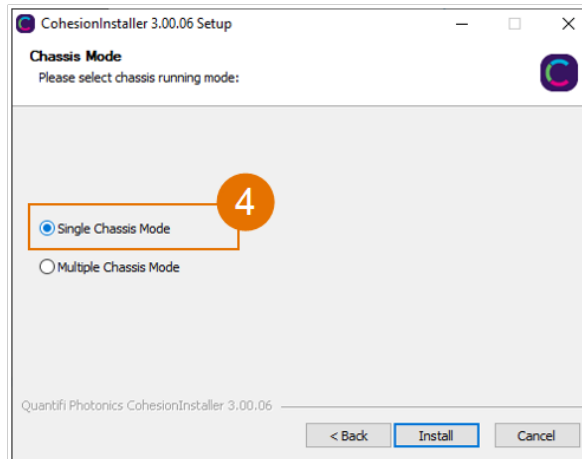 CohesionInstaller 3.00.06 Setup
Chassis Mode
Please select chassis running mode:
4
Single Chassis Mode
Multiple Chassis Mode
Quantifi Photonics CohesionInstaller 3.00.06
< Back Install Cancel